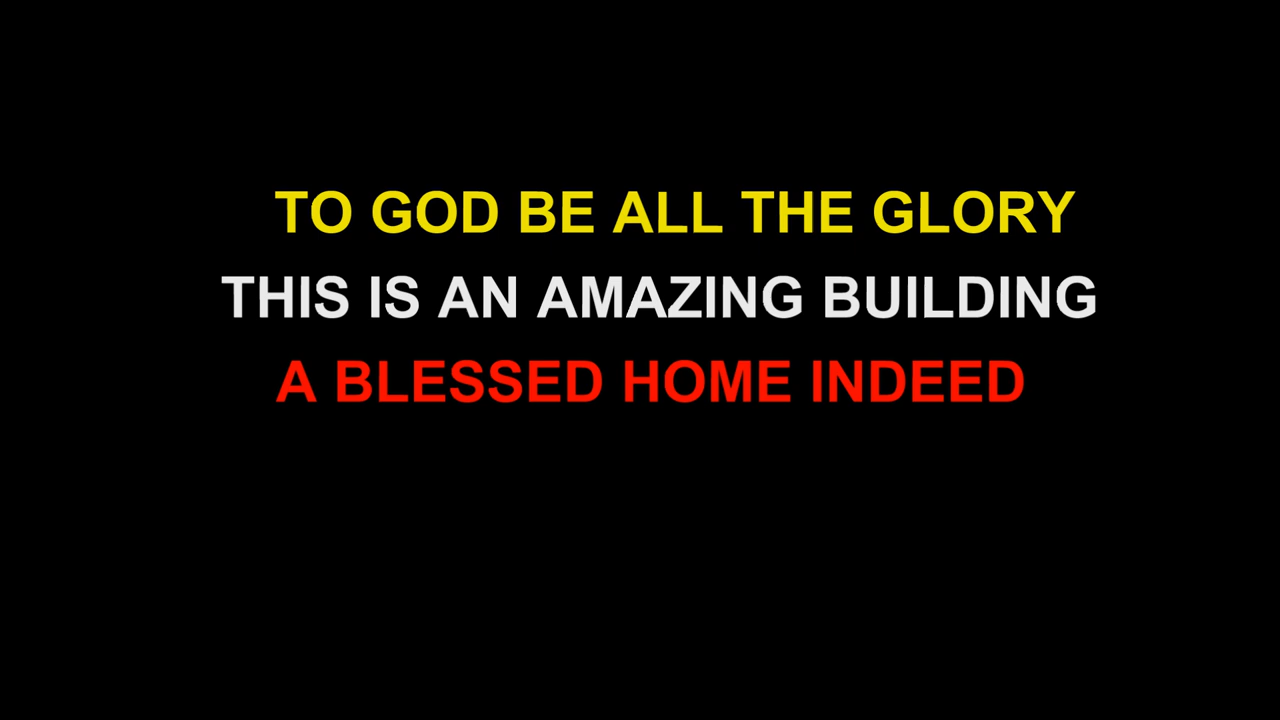 TO GOD BE ALL THE GLORY
THIS IS AN AMAZING BUILDING
A BLESSED HOME INDEED